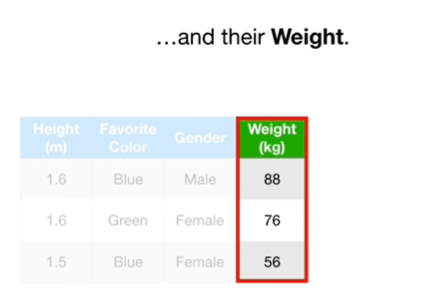 …and their Weight.
Height (m) Favorite Color Gender Weight (kg)
1.6 Blue Male 88
1.6 Green Female 76
1.5 Blue Female 56